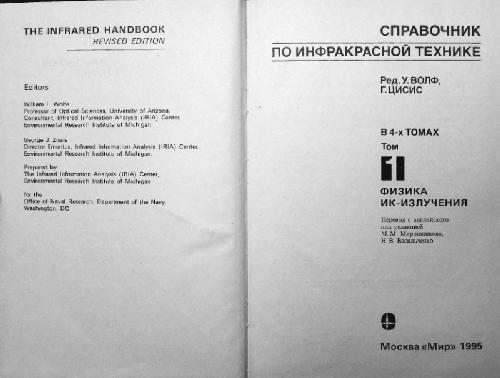 THE INFRARED HANDBOOK
REVISED EDITION
Editors
William L. Wolfe
Professor of Optical Sciences, University of Arizona
Consultant, Infrared Information Analysis (IRIA) Center,
Environmental Research Institute of Michigan
George J. Zissis
Director Emeritus, Infrared Information Analysis (IRIA) Center,
Environmental Research Institute of Michigan
Prepared by
The Infrared Information Analysis (IRIA) Center,
Environmental Research Institute of Michigan
for the
Office of Naval Research, Department of the Navy,
Washington, DC
СПРАВОЧНИК
ПО ИНФРАКРАСНОЙ ТЕХНИКЕ
Ред. У. ВОЛФ,
Г. ЦИСИС
В 4-х ТОМАХ
Том
1
ФИЗИКА
ИК-ИЗЛУЧЕНИЯ
Перевод с английского
под редакцией
М. М. Мирошникова,
Н. В. Васильченко
Москва «Мир» 1995